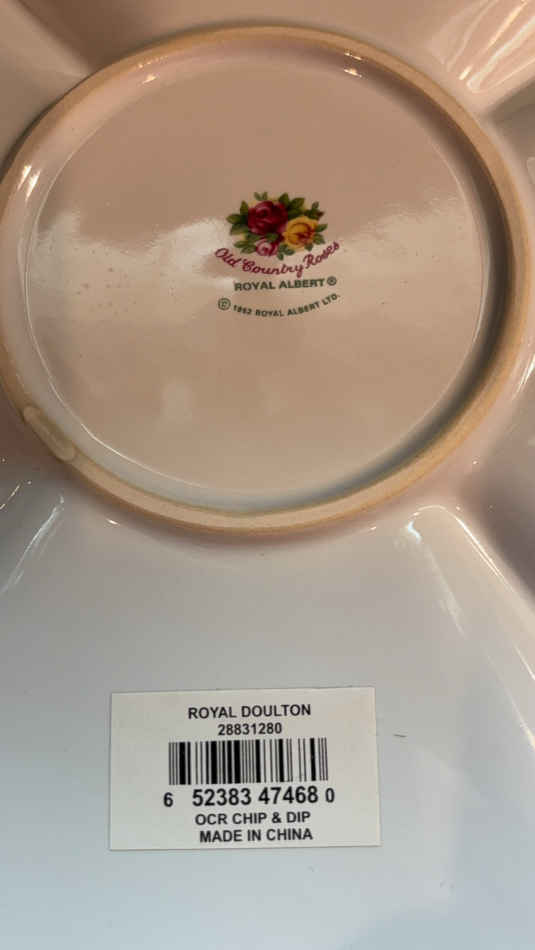 Old Country Roses
ROYAL ALBERT®
© 1962 ROYAL ALBERT LTD.
ROYAL DOULTON
28831280
6 52383 47468 0
OCR CHIP & DIP
MADE IN CHINA